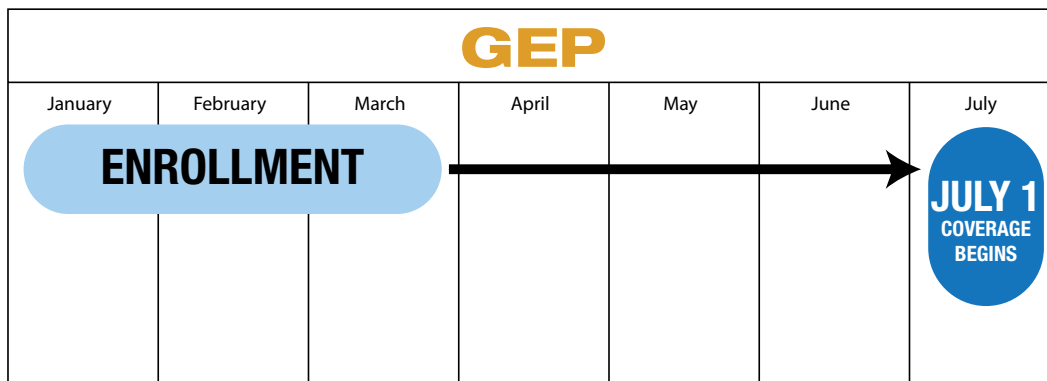 GEP
January February March April May June July
ENROLLMENT
JULY 1
COVERAGE
BEGINS